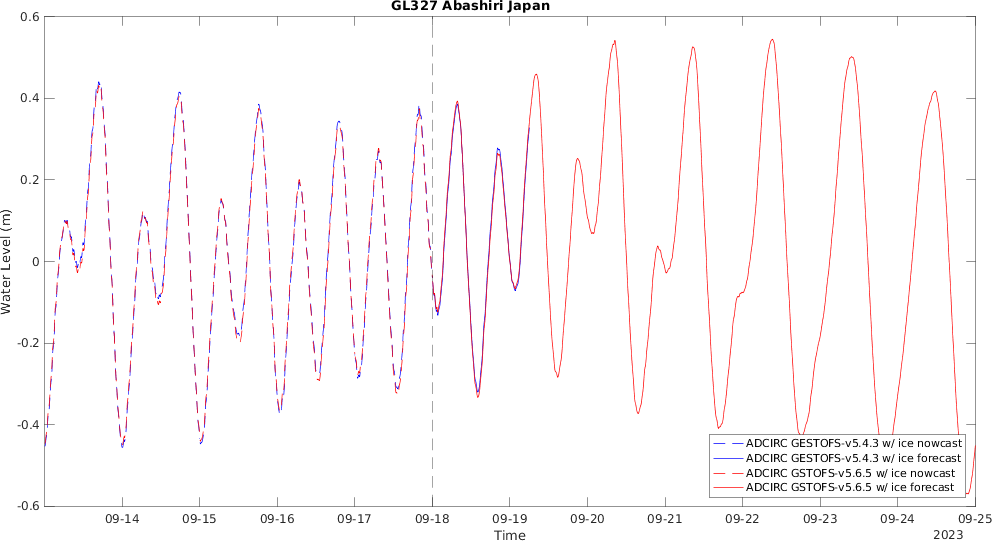 GL327 Abashiri Japan
0.6
0.4
0.2
0
-0.2
-0.4
-0.6
Water Level (m)
09-14 09-15 09-16 09-17 09-18 09-19 09-20 09-21 09-22 09-23 09-24 09-25
Time
2023
ADCIRC GESTOFS-v5.4.3 w/ ice nowcast
ADCIRC GESTOFS-v5.4.3 w/ ice forecast
ADCIRC GSTOFS-v5.6.5 w/ ice nowcast
ADCIRC GSTOFS-v5.6.5 w/ ice forecast